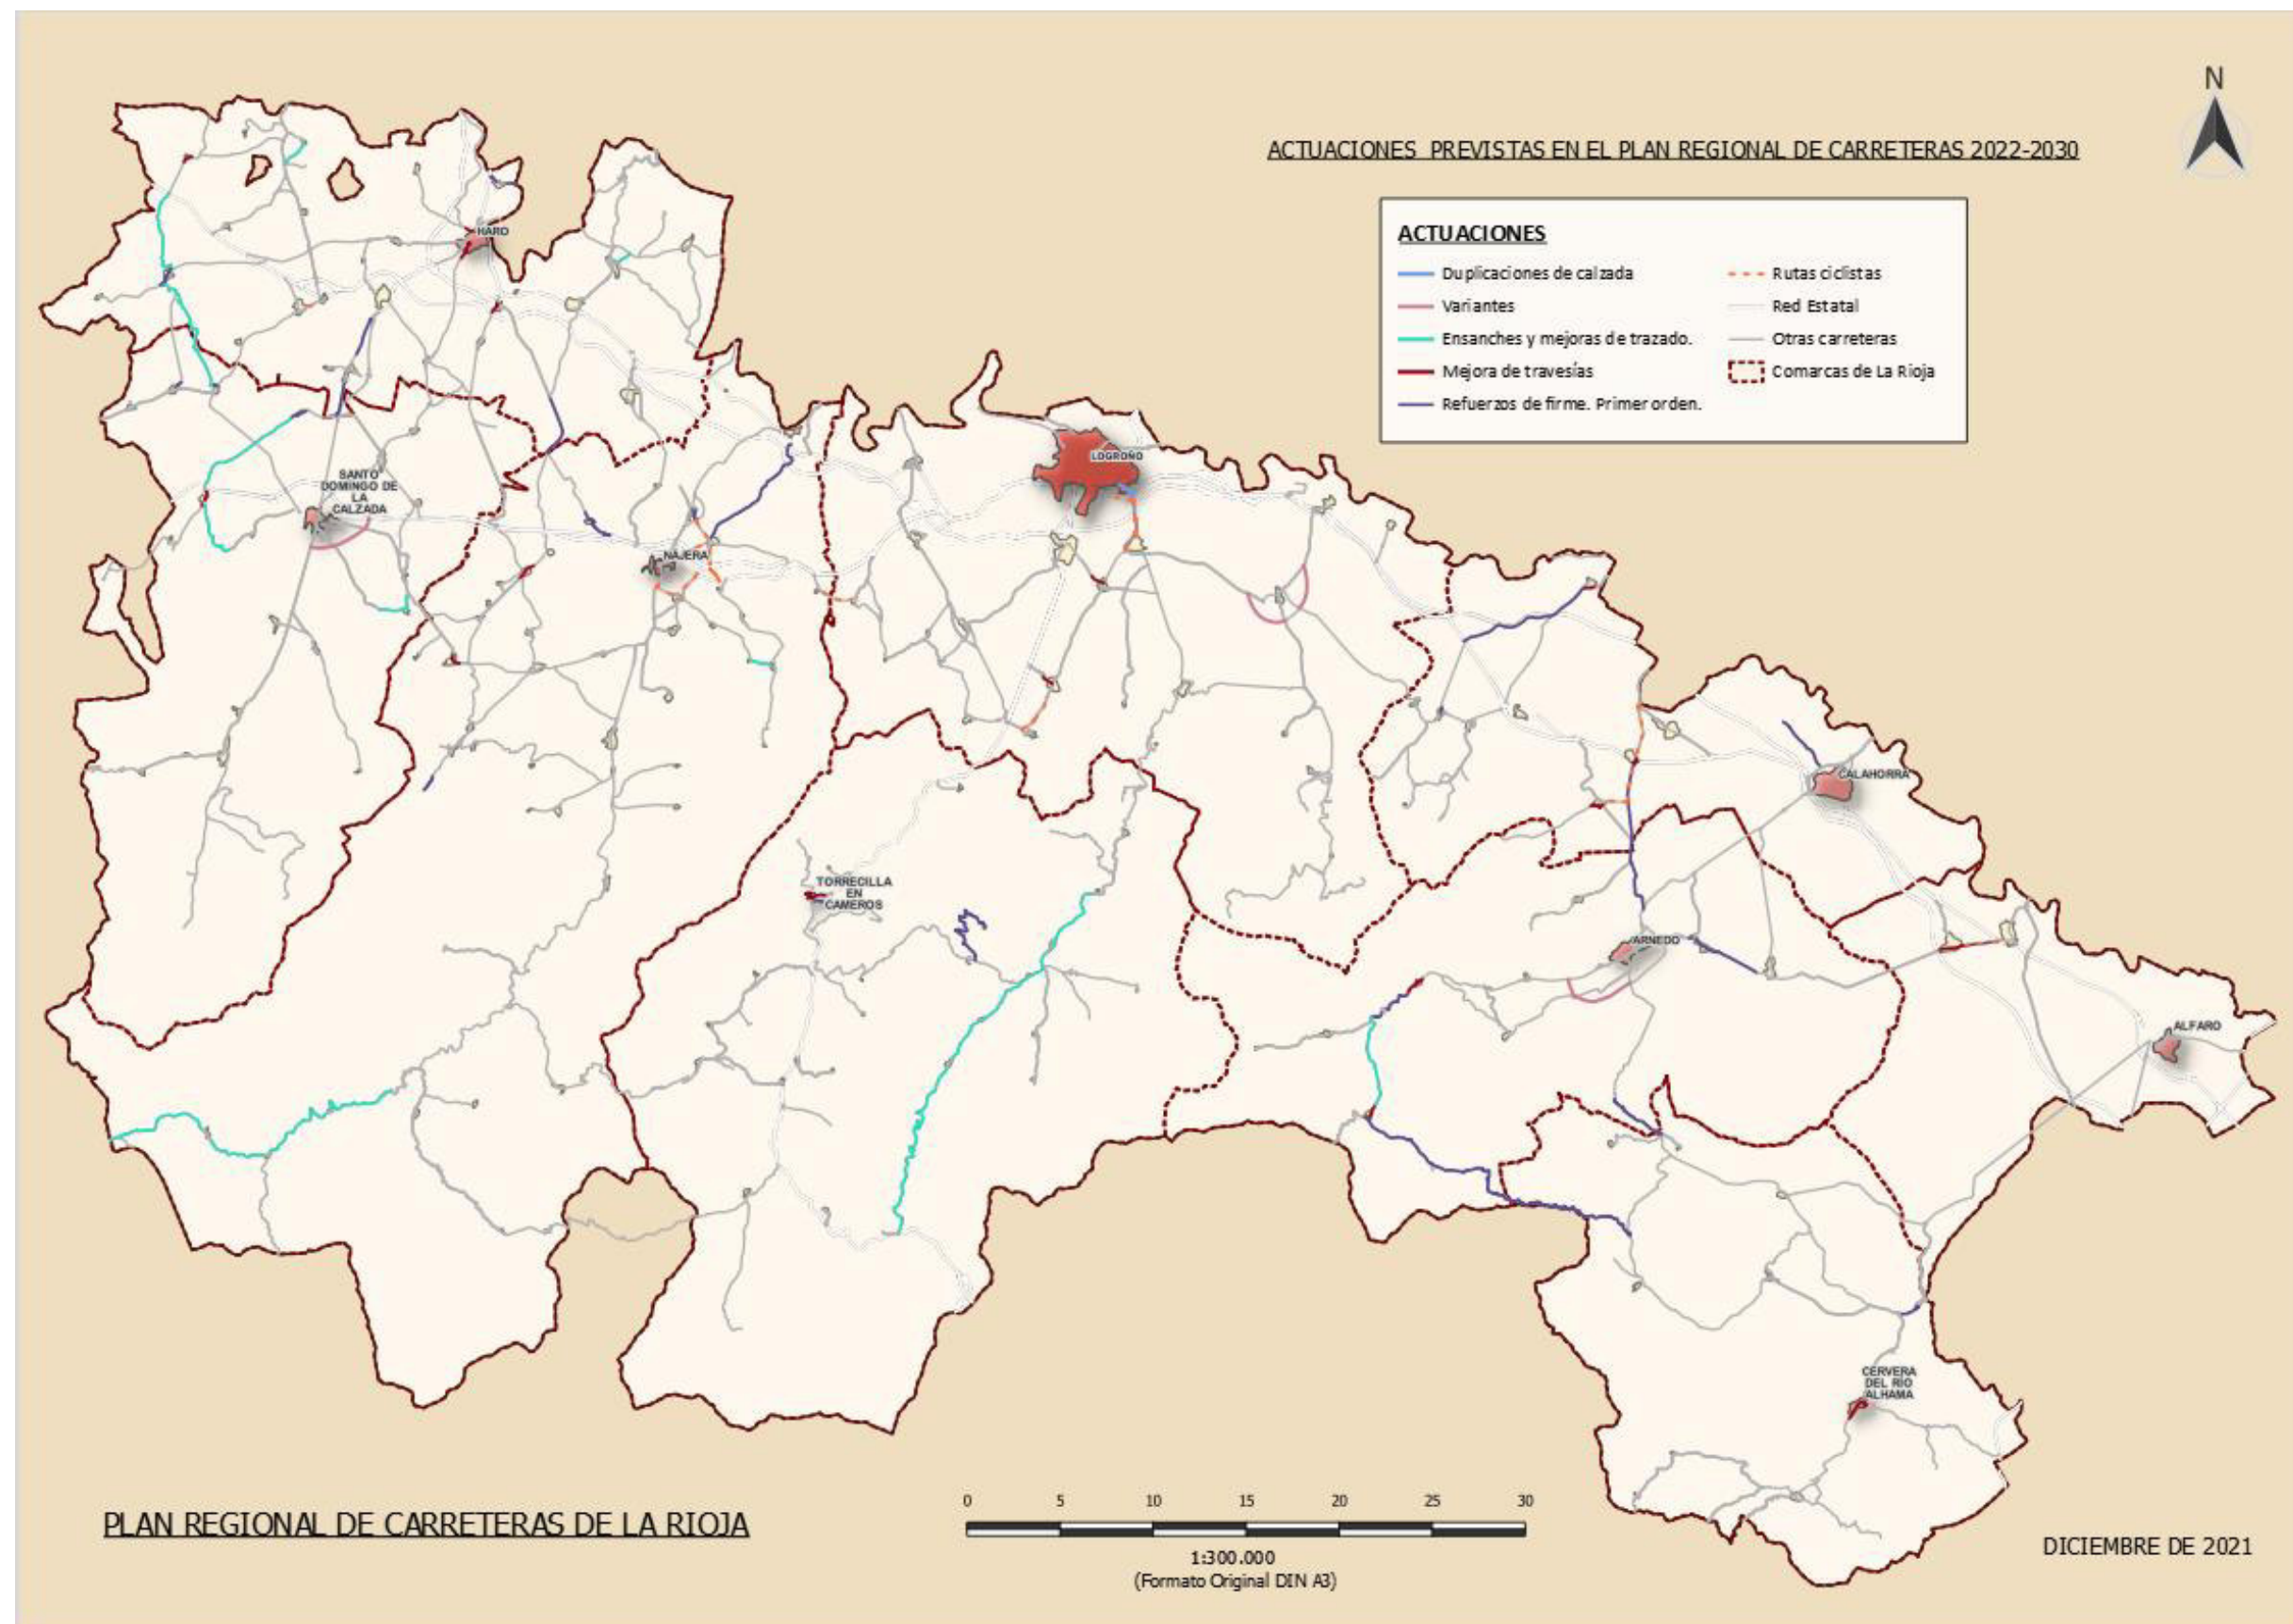 N
ACTUACIONES PREVISTAS EN EL PLAN REGIONAL DE CARRETERAS 2022-2030
ACTUACIONES
Duplicaciones de calzada
Variantes
Ensanches y mejoras de trazado.
Mejora de travesías
Refuerzos de firme. Primer orden.
Rutas ciclistas
Red Estatal
Otras carreteras
Comarcas de La Rioja
HARO
LOGROÑO
SANTO
DOMINGO DE
LA
CALZADA
NÁJERA
CALAHORRA
TORRECILLA
EN
CAMEROS
ARNEDO
ALFARO
CERVERA
DEL RÍO
ALHAMA
PLAN REGIONAL DE CARRETERAS DE LA RIOJA
0 5 10 15 20 25 30
1:300.000
(Formato Original DIN A3)
DICIEMBRE DE 2021